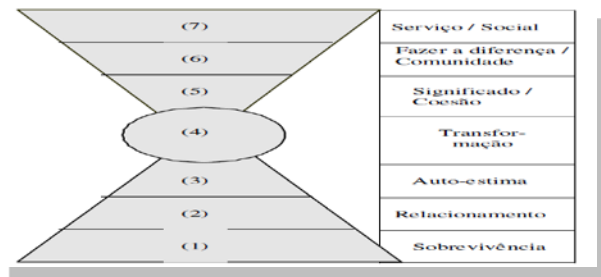 (7) Serviço / Social
(6) Fazer a diferença /
Comunidade
(5) Significado /
Coesão
(4) Transfor-
mação
(3) Auto-estima
(2) Relacionamento
(1) Sobrevivência